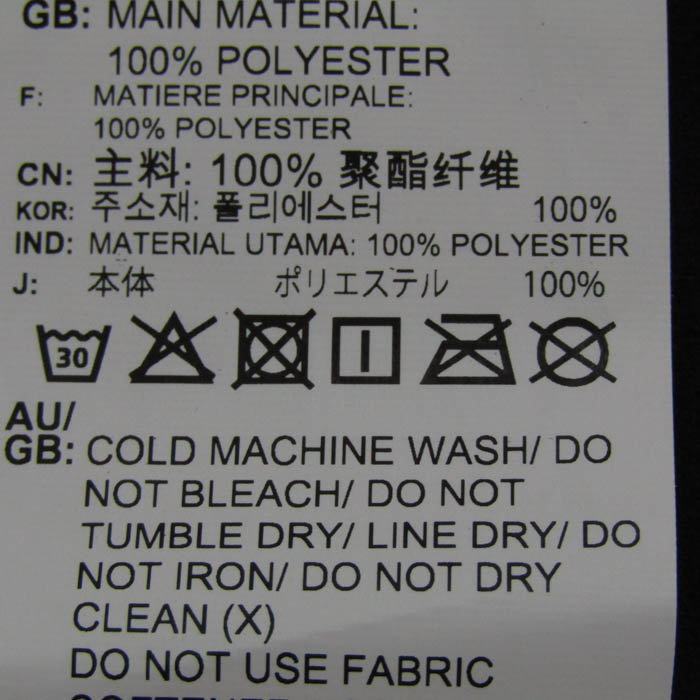 GB: MAIN MATERIAL:
100% POLYESTER
F: MATIERE PRINCIPALE:
100% POLYESTER
CN: 主料: 100% 聚酯纤维
KOR: 주소재: 폴리에스터 100%
IND: MATERIAL UTAMA: 100% POLYESTER
J: 本体 ポリエステル 100%
30
AU/
GB: COLD MACHINE WASH/ DO
NOT BLEACH/ DO NOT
TUMBLE DRY/ LINE DRY/ DO
NOT IRON/ DO NOT DRY
CLEAN (X)
DO NOT USE FABRIC